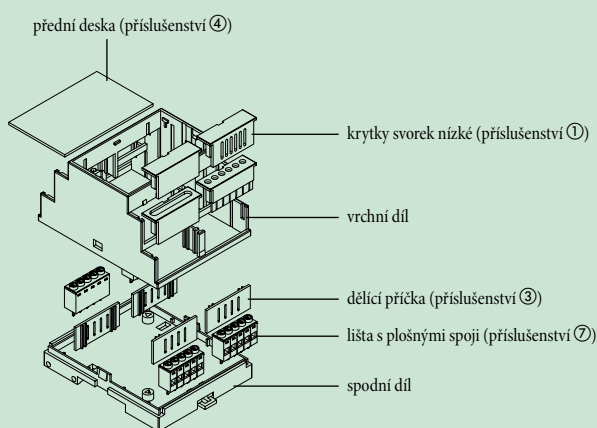 přední deska (příslušenství ④)
krytky svorek nízké (příslušenství ①)
vrchní díl
dělící příčka (příslušenství ③)
lišta s plošnými spoji (příslušenství ⑦)
spodní díl